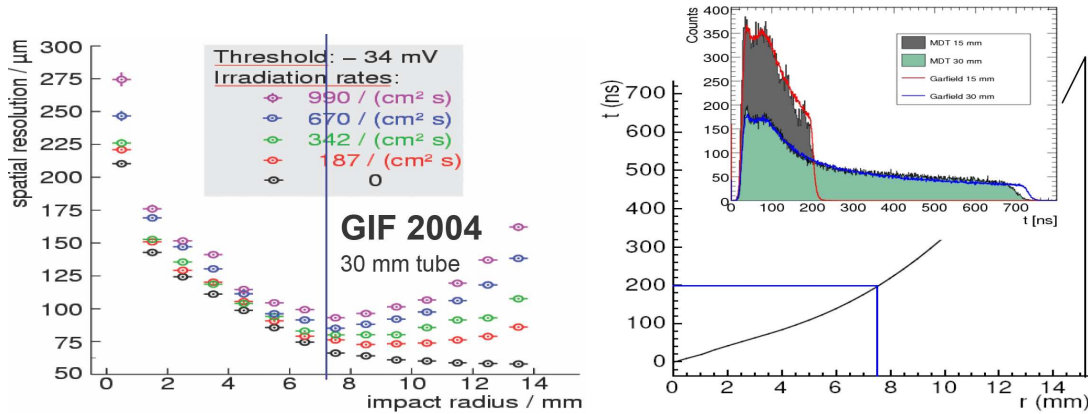 spatial resolution / μm
300
275
250
225
200
175
150
125
100
75
50
Threshold: – 34 mV
Irradiation rates:
990 / (cm² s)
670 / (cm² s)
342 / (cm² s)
187 / (cm² s)
0
GIF 2004
30 mm tube
0 2 4 6 8 10 12 14
impact radius / mm
t (ns)
700
600
500
400
300
200
100
0
0 2 4 6 8 10 12 14
r (mm)
Counts
400
350
300
250
200
150
100
50
0
MDT 15 mm
MDT 30 mm
Garfield 15 mm
Garfield 30 mm
0 100 200 300 400 500 600 700
t [ns]